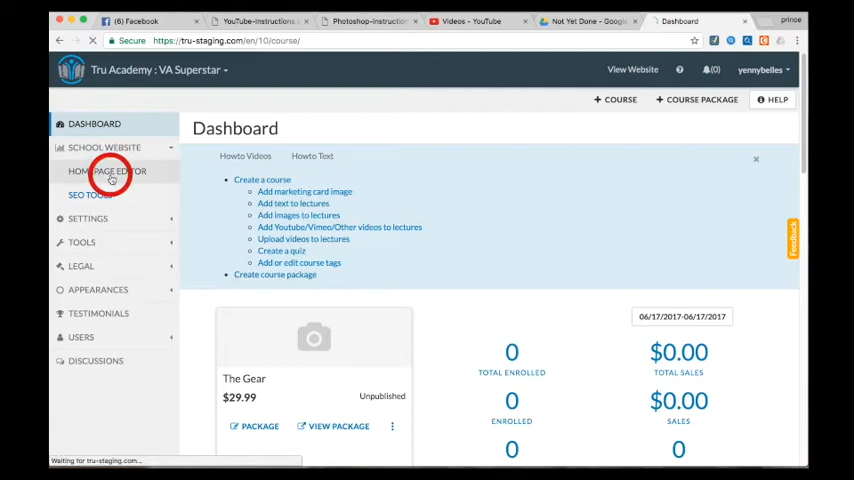 (6) Facebook
YouTube-Instructions.p
Photoshop-Instruction
Videos - YouTube
Not Yet Done - Google
Dashboard
prince
Secure https://tru-staging.com/en/10/course/
Tru Academy : VA Superstar
View Website
(0)
yennybelles
+ COURSE
+ COURSE PACKAGE
HELP
DASHBOARD
SCHOOL WEBSITE
HOMEPAGE EDITOR
SEO TOOLS
SETTINGS
TOOLS
LEGAL
APPEARANCES
TESTIMONIALS
USERS
DISCUSSIONS
Dashboard
Howto Videos
Howto Text
Create a course
Add marketing card image
Add text to lectures
Add images to lectures
Add Youtube/Vimeo/Other videos to lectures
Upload videos to lectures
Create a quiz
Add or edit course tags
Create course package
Feedback
The Gear
$29.99
Unpublished
PACKAGE
VIEW PACKAGE
06/17/2017-06/17/2017
0
TOTAL ENROLLED
$0.00
TOTAL SALES
0
ENROLLED
$0.00
SALES
0
0
Waiting for tru-staging.com...